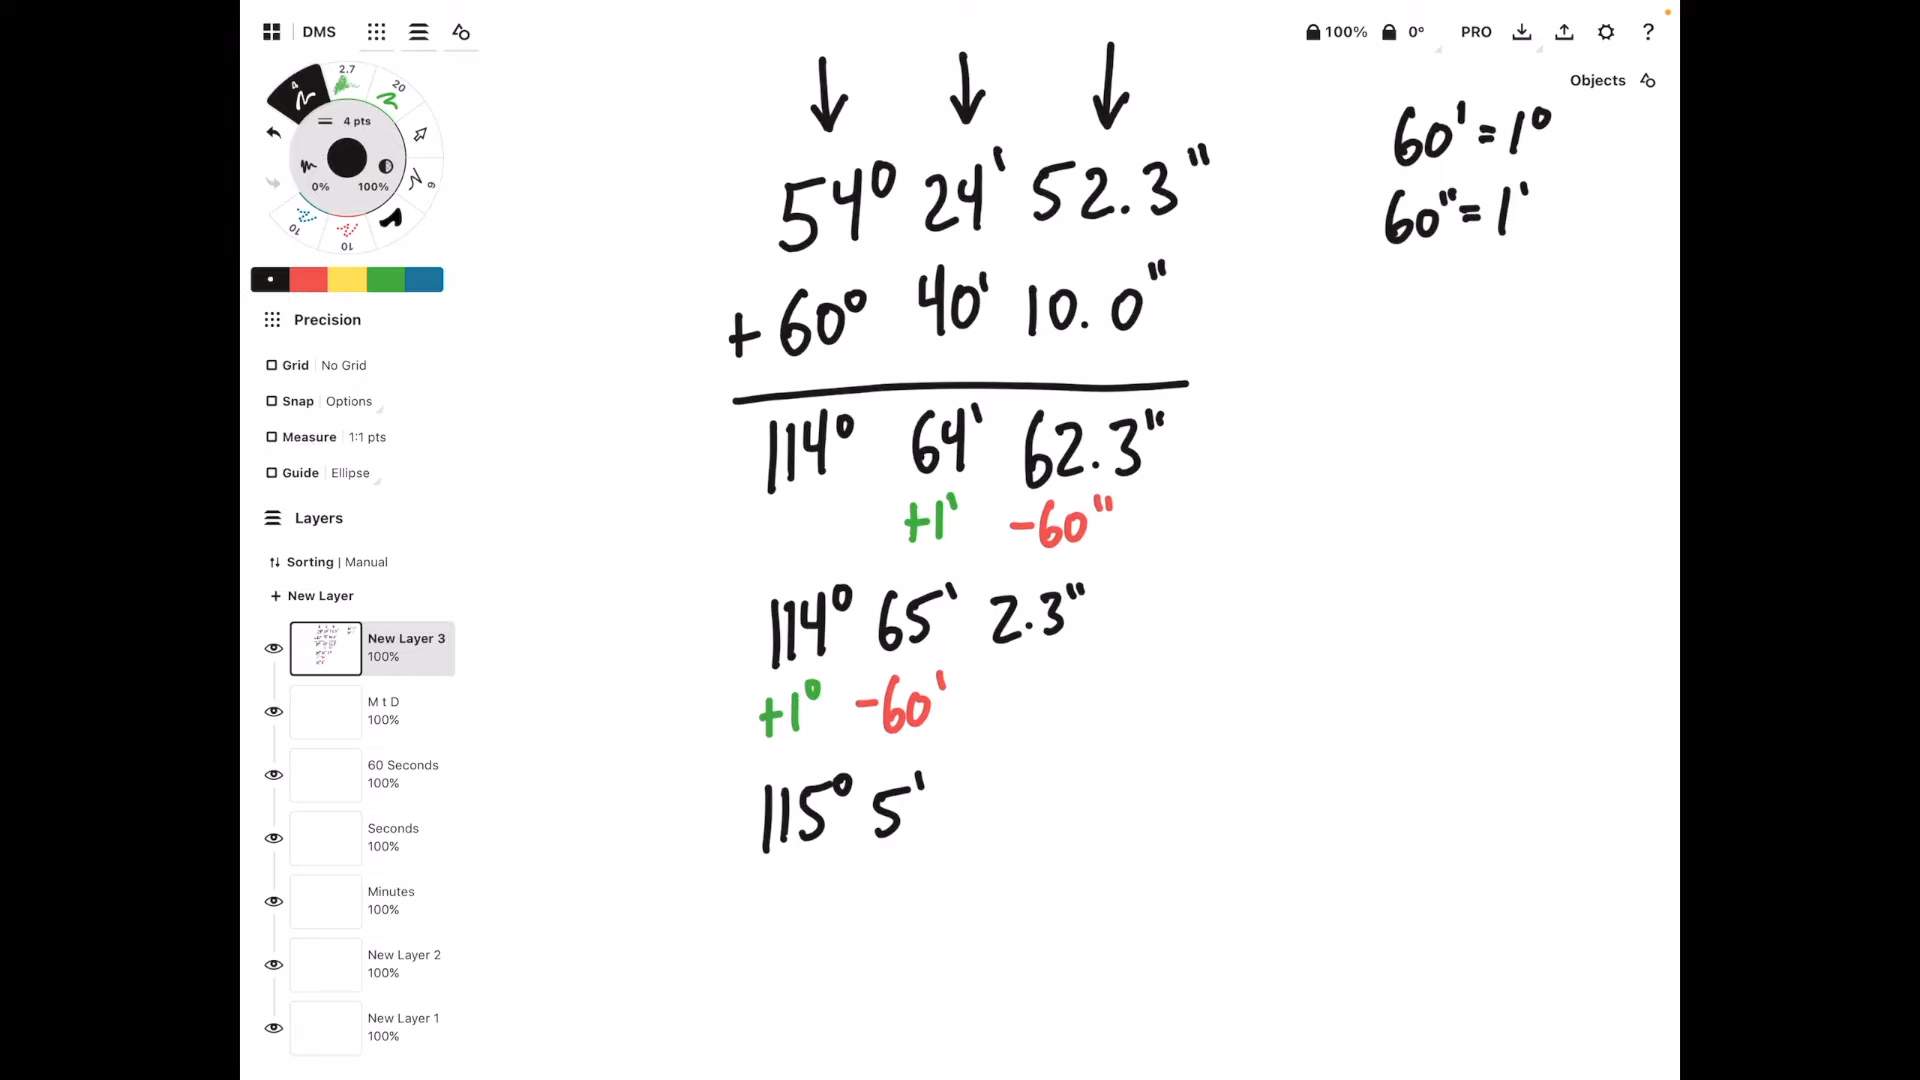 DMS
100% 0° PRO ?
Objects
4
2.7
20
4 pts
0% 100%
6
10
10
10
Precision
Grid | No Grid
Snap | Options
Measure | 1:1 pts
Guide | Ellipse
Layers
Sorting | Manual
+ New Layer
New Layer 3
100%
M t D
100%
60 Seconds
100%
Seconds
100%
Minutes
100%
New Layer 2
100%
New Layer 1
100%
54° 24' 52.3"
+ 60° 40' 10.0"
114° 64' 62.3"
+1' -60"
114° 65' 2.3"
+1° -60'
115° 5'
60' = 1°
60" = 1'